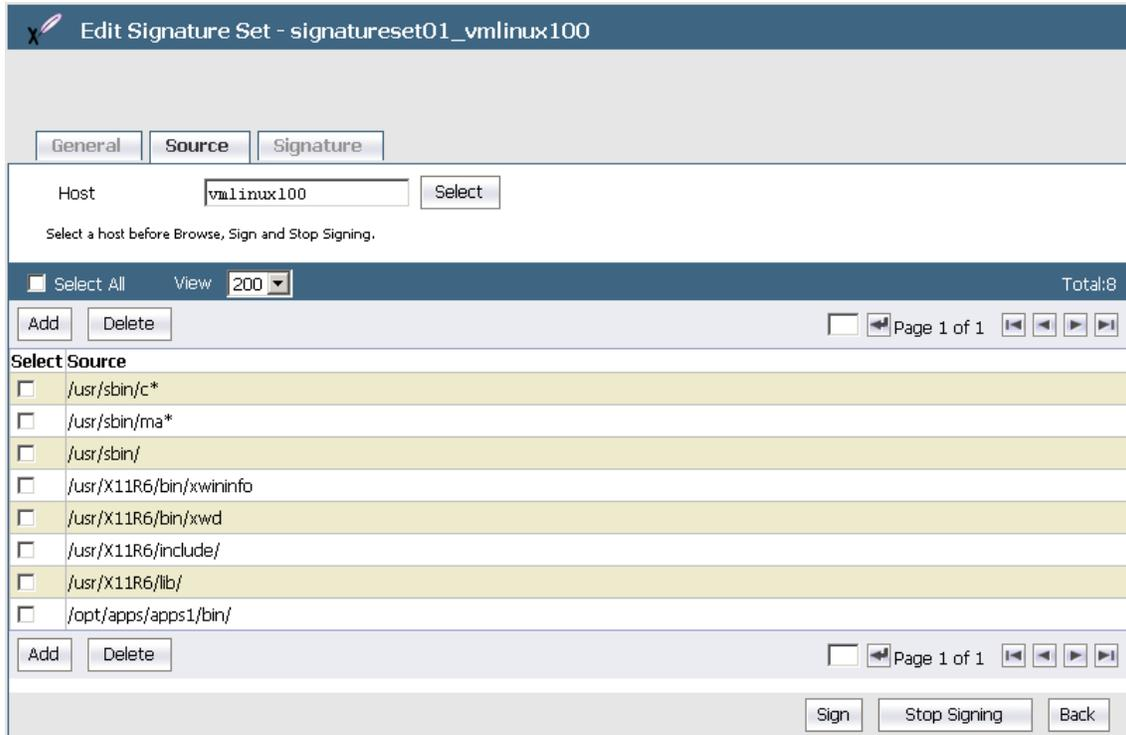 Edit Signature Set - signatureset01_vmlinux100
General Source Signature
Host vmlinux100 Select
Select a host before Browse, Sign and Stop Signing.
Select All View 200 Total:8
Add Delete Page 1 of 1
Select Source
/usr/sbin/c*
/usr/sbin/ma*
/usr/sbin/
/usr/X11R6/bin/xwininfo
/usr/X11R6/bin/xwd
/usr/X11R6/include/
/usr/X11R6/lib/
/opt/apps/apps1/bin/
Add Delete Page 1 of 1
Sign Stop Signing Back